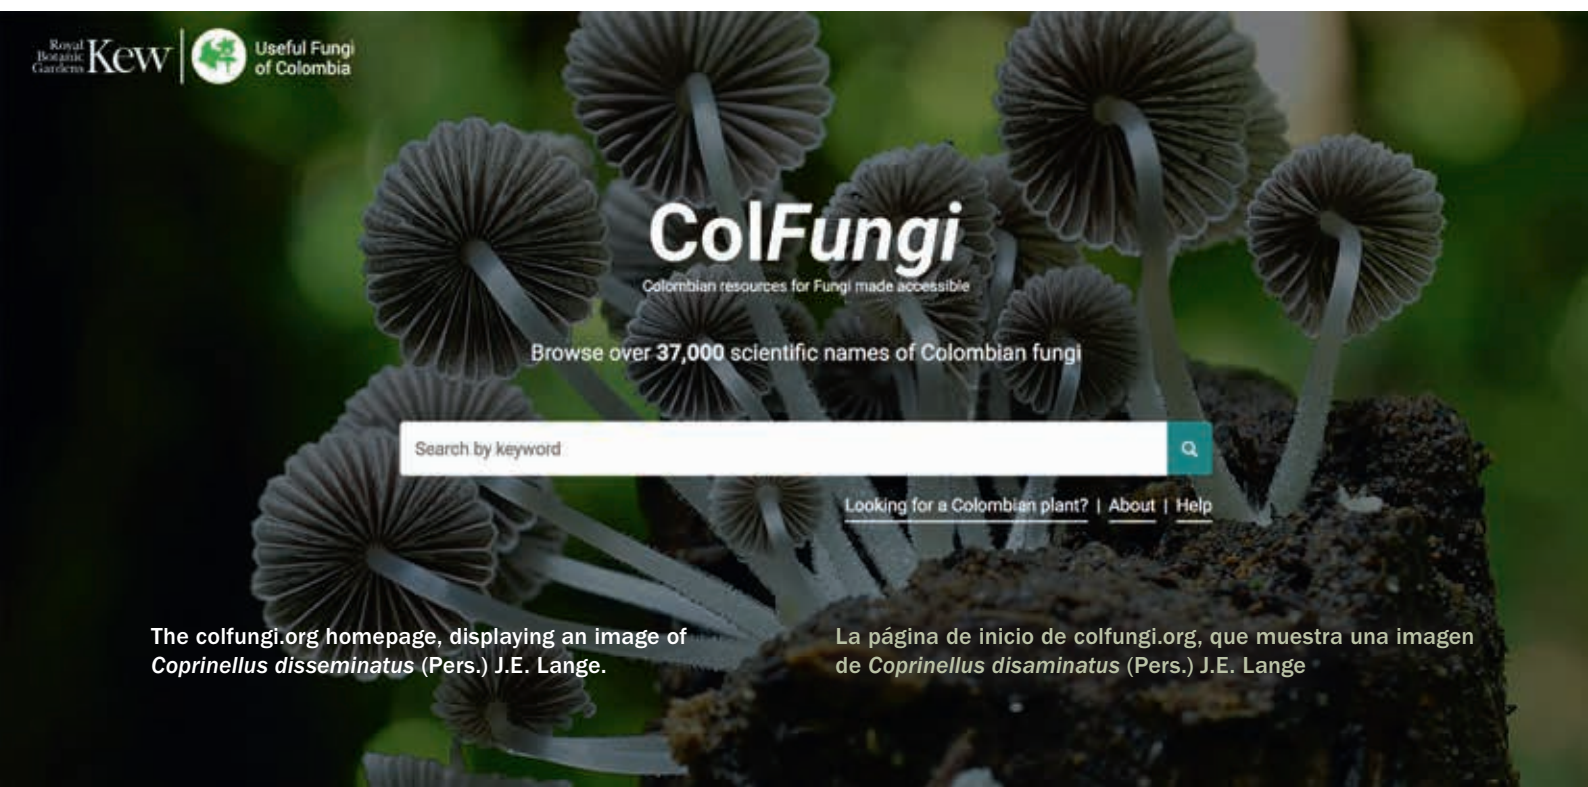 Royal
Botanic
Gardens
Kew
Useful Fungi
of Colombia
ColFungi
Colombian resources for Fungi made accessible
Browse over 37,000 scientific names of Colombian fungi
Search by keyword
Looking for a Colombian plant? | About | Help
The colfungi.org homepage, displaying an image of
Coprinellus disseminatus (Pers.) J.E. Lange.
La página de inicio de colfungi.org, que muestra una imagen
de Coprinellus disaminatus (Pers.) J.E. Lange